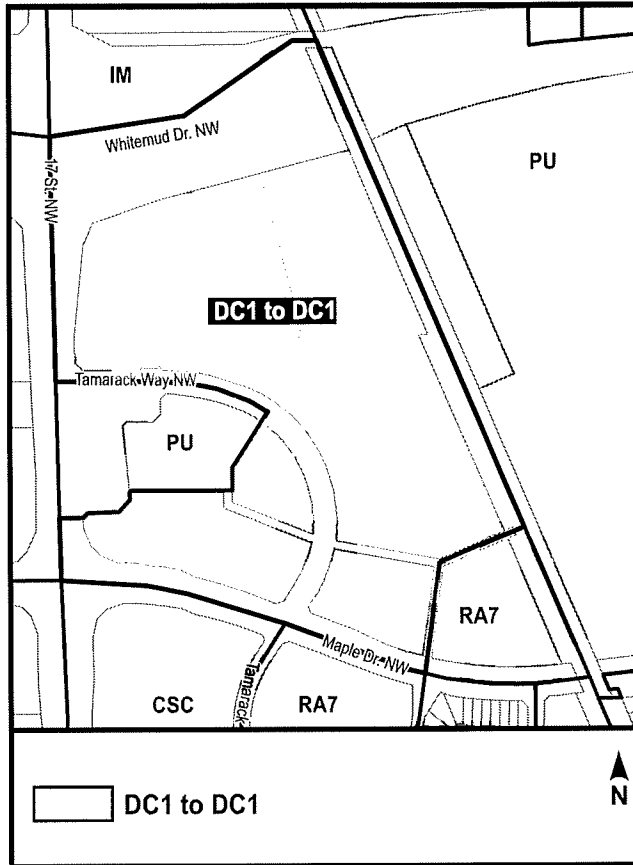 IM
Whitemud Dr. NW
PU
17 St. NW
DC1 to DC1
Tamarack Way NW
PU
RA7
Maple Dr. NW
Tamarack
CSC
RA7
DC1 to DC1
N